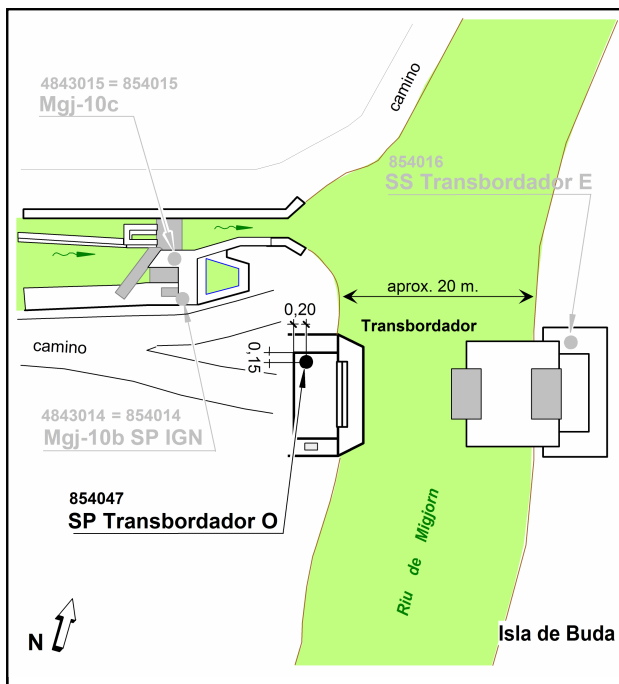 4843015 = 854015
Mgj-10c
camino
854016
SS Transbordador E
aprox. 20 m.
0,20
Transbordador
camino
0,15
4843014 = 854014
Mgj-10b SP IGN
854047
SP Transbordador O
Riu de Migjorn
N
Isla de Buda